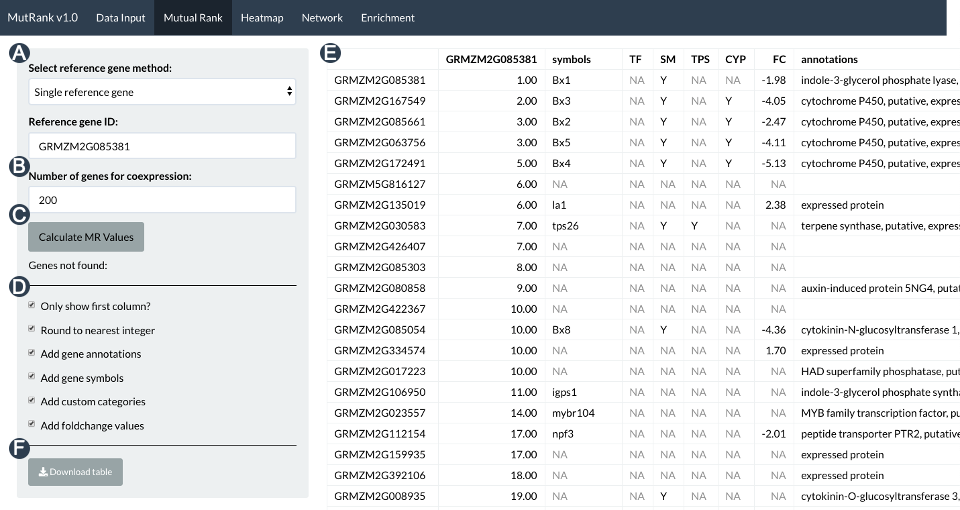 MutRank v1.0 Data Input Mutual Rank Heatmap Network Enrichment
A
Select reference gene method:
Single reference gene
Reference gene ID:
GRMZM2G085381
B
Number of genes for coexpression:
200
C
Calculate MR Values
Genes not found:
D
Only show first column?
Round to nearest integer
Add gene annotations
Add gene symbols
Add custom categories
Add foldchange values
F
Download table
E
GRMZM2G085381 symbols TF SM TPS CYP FC annotations
GRMZM2G085381 1.00 Bx1 NA Y NA NA -1.98 indole-3-glycerol phosphate lyase,
GRMZM2G167549 2.00 Bx3 NA Y NA Y -4.05 cytochrome P450, putative, expres
GRMZM2G085661 3.00 Bx2 NA Y NA Y -2.47 cytochrome P450, putative, expres
GRMZM2G063756 3.00 Bx5 NA Y NA Y -4.11 cytochrome P450, putative, expres
GRMZM2G172491 5.00 Bx4 NA Y NA Y -5.13 cytochrome P450, putative, expres
GRMZM5G816127 6.00 NA NA NA NA NA NA
GRMZM2G135019 6.00 la1 NA NA NA NA 2.38 expressed protein
GRMZM2G030583 7.00 tps26 NA Y Y NA NA terpene synthase, putative, express
GRMZM2G426407 7.00 NA NA NA NA NA NA
GRMZM2G085303 8.00 NA NA NA NA NA NA
GRMZM2G080858 9.00 NA NA NA NA NA NA auxin-induced protein 5NG4, putat
GRMZM2G422367 10.00 NA NA NA NA NA NA
GRMZM2G085054 10.00 Bx8 NA Y NA NA -4.36 cytokinin-N-glucosyltransferase 1,
GRMZM2G334574 10.00 NA NA NA NA NA 1.70 expressed protein
GRMZM2G017223 10.00 NA NA NA NA NA NA HAD superfamily phosphatase, put
GRMZM2G106950 11.00 igps1 NA NA NA NA NA indole-3-glycerol phosphate syntha
GRMZM2G023557 14.00 mybr104 NA NA NA NA NA MYB family transcription factor, pu
GRMZM2G112154 17.00 npf3 NA NA NA NA -2.01 peptide transporter PTR2, putative
GRMZM2G159935 17.00 NA NA NA NA NA NA expressed protein
GRMZM2G392106 18.00 NA NA NA NA NA NA expressed protein
GRMZM2G008935 19.00 NA NA Y NA NA NA cytokinin-O-glucosyltransferase 3,